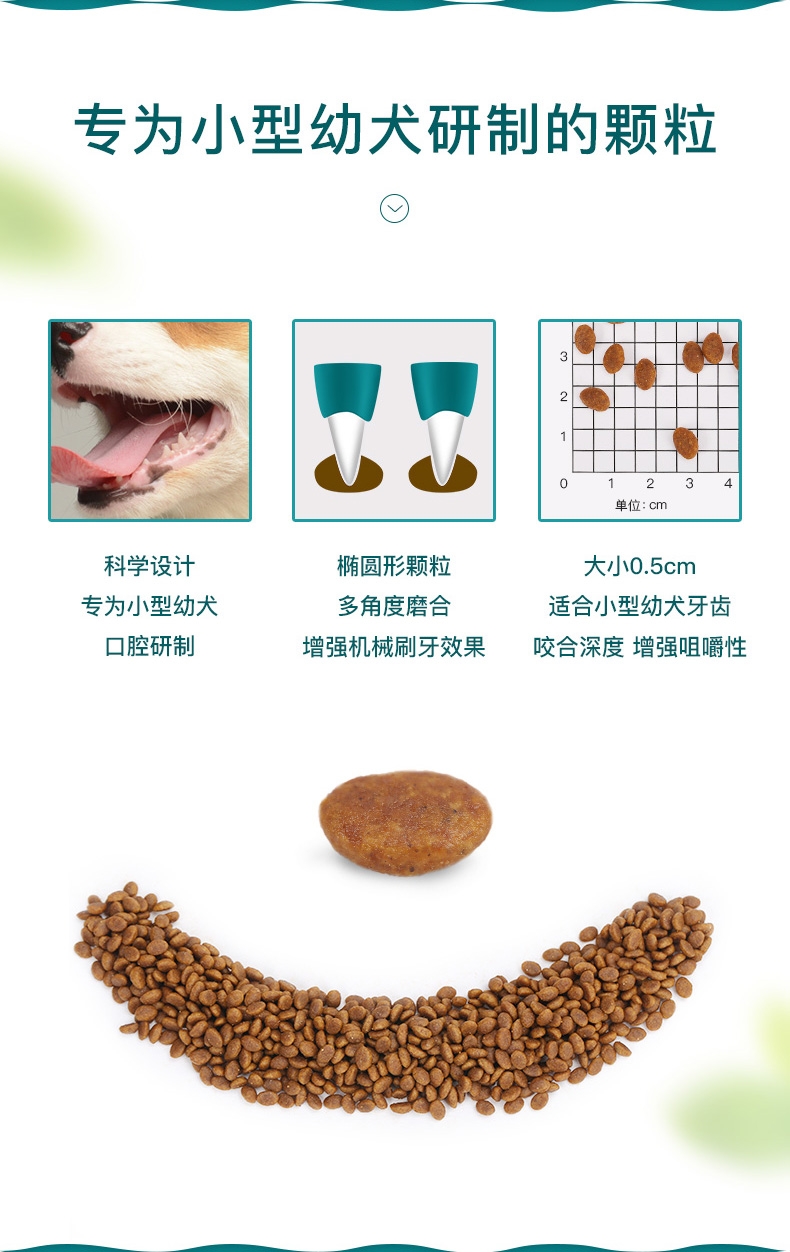 专为小型幼犬研制的颗粒
3
2
1
0 1 2 3 4
单位：cm
科学设计
专为小型幼犬
口腔研制
椭圆形颗粒
多角度磨合
增强机械刷牙效果
大小0.5cm
适合小型幼犬牙齿
咬合深度 增强咀嚼性